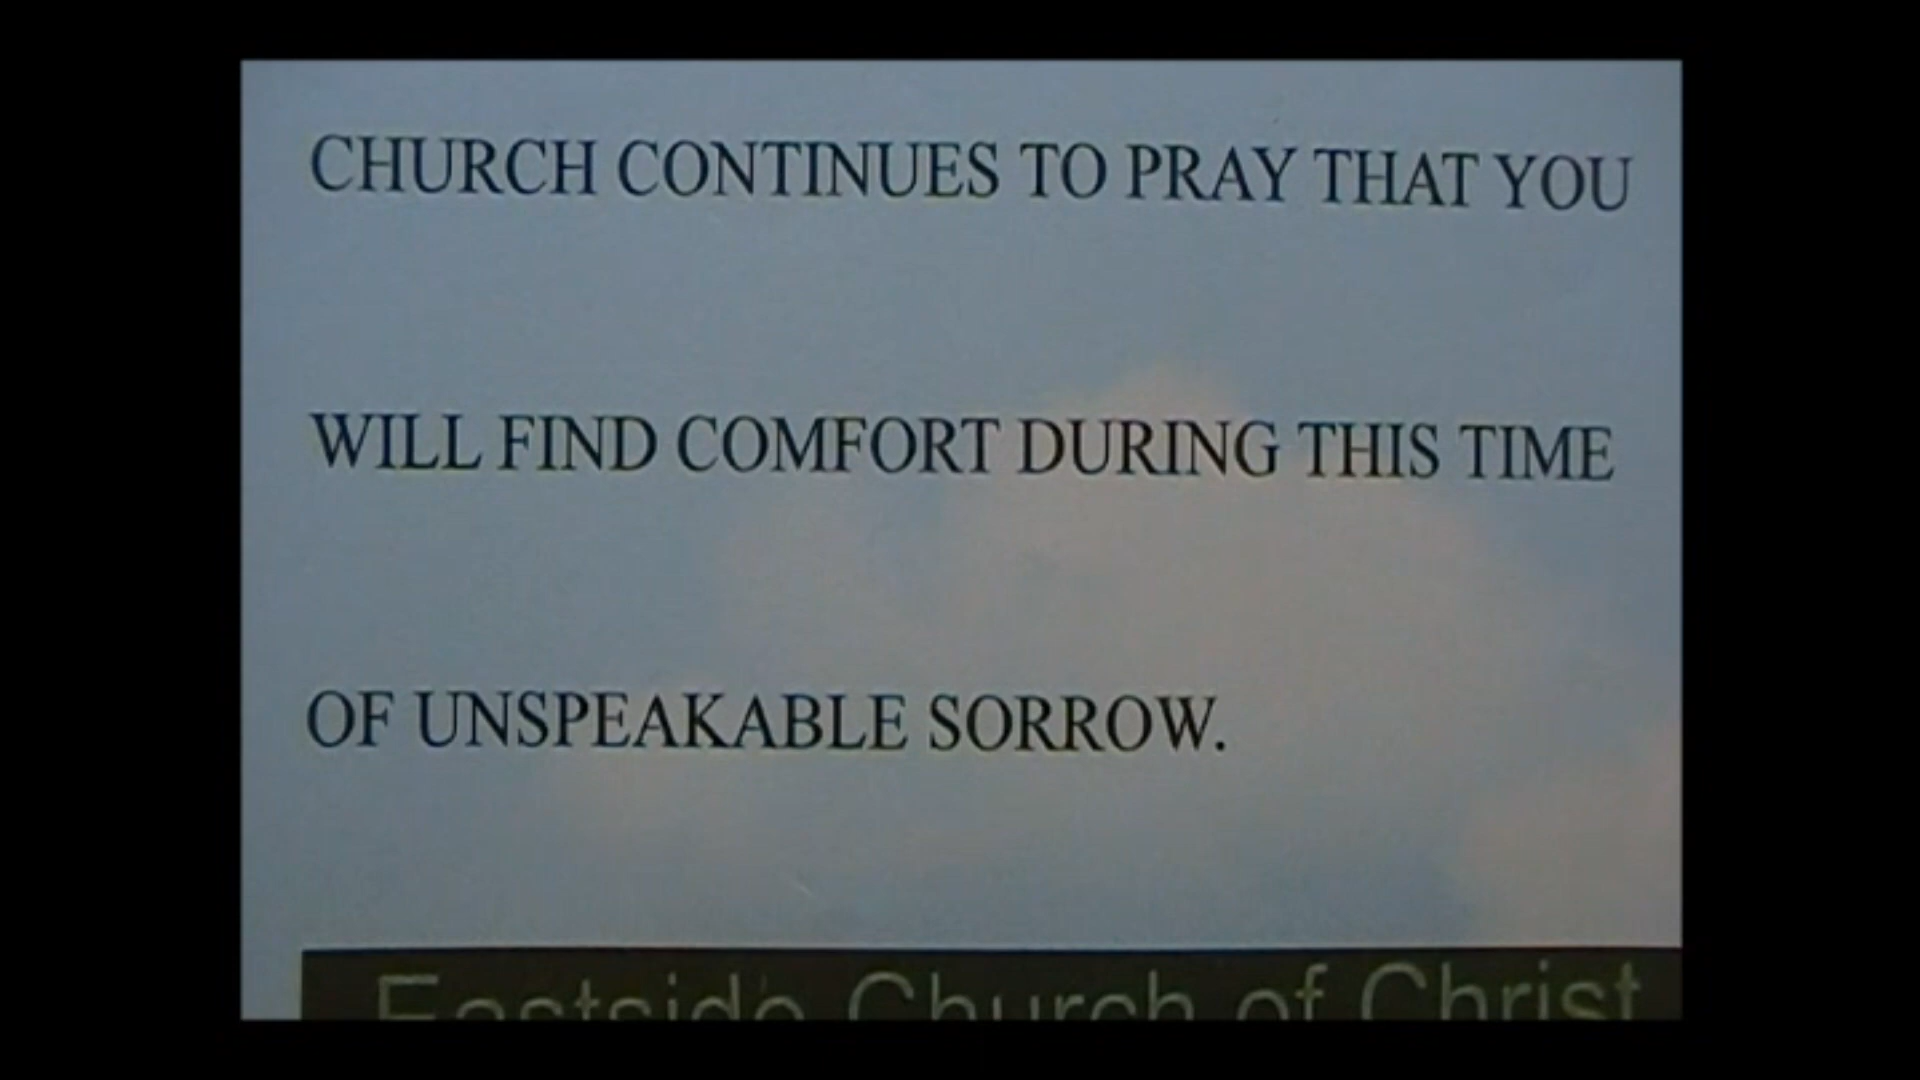 CHURCH CONTINUES TO PRAY THAT YOU
WILL FIND COMFORT DURING THIS TIME
OF UNSPEAKABLE SORROW.
Eastside Church of Christ